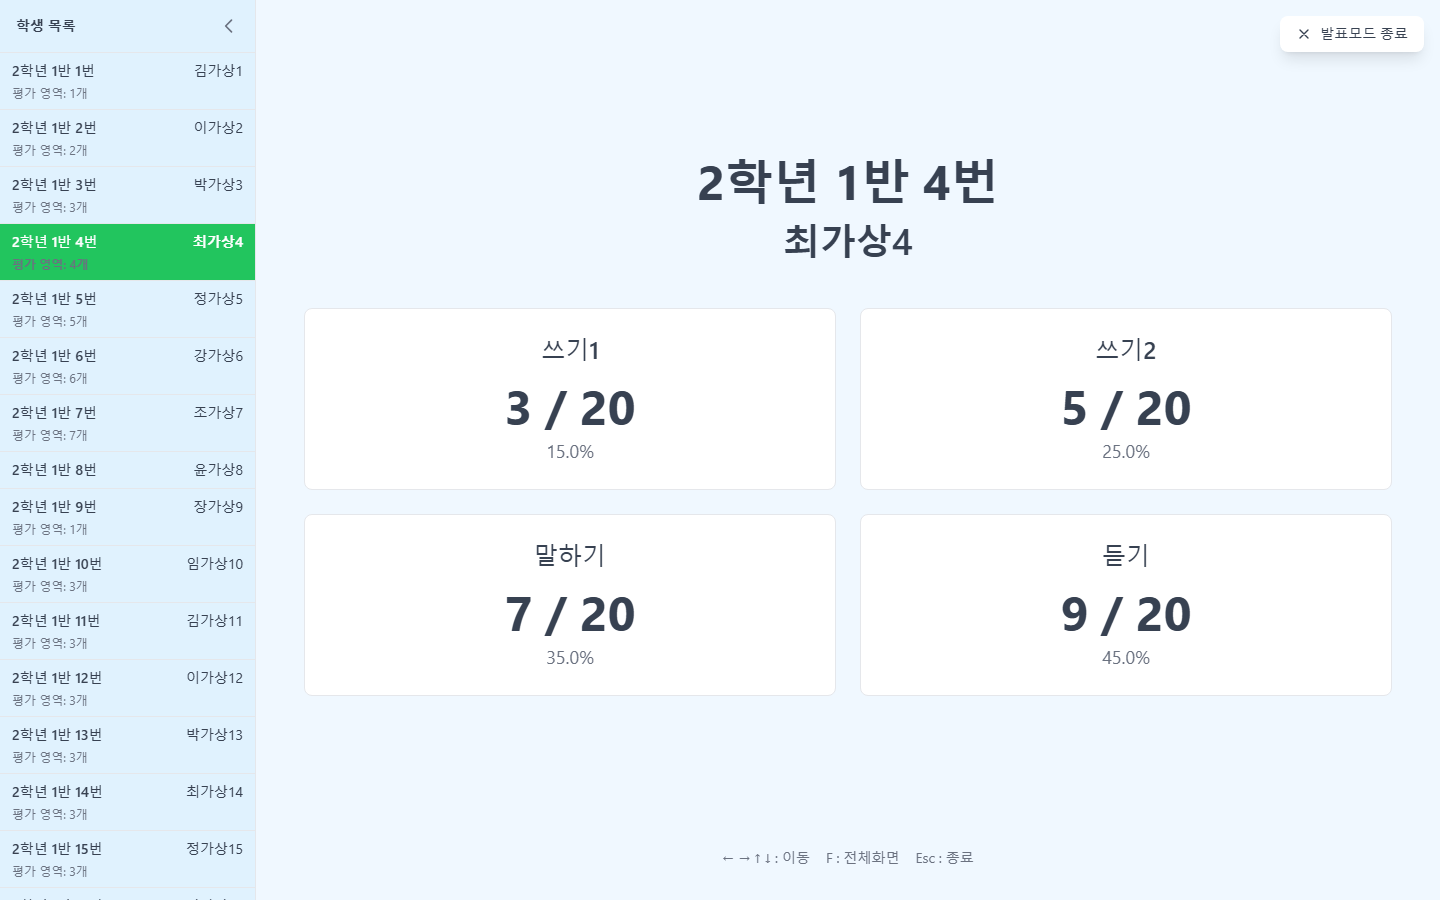 학생 목록
2학년 1반 1번 김가상1
평가 영역: 1개
2학년 1반 2번 이가상2
평가 영역: 2개
2학년 1반 3번 박가상3
평가 영역: 3개
2학년 1반 4번 최가상4
평가 영역: 4개
2학년 1반 5번 정가상5
평가 영역: 5개
2학년 1반 6번 강가상6
평가 영역: 6개
2학년 1반 7번 조가상7
평가 영역: 7개
2학년 1반 8번 윤가상8
2학년 1반 9번 장가상9
평가 영역: 1개
2학년 1반 10번 임가상10
평가 영역: 3개
2학년 1반 11번 김가상11
평가 영역: 3개
2학년 1반 12번 이가상12
평가 영역: 3개
2학년 1반 13번 박가상13
평가 영역: 3개
2학년 1반 14번 최가상14
평가 영역: 3개
2학년 1반 15번 정가상15
평가 영역: 3개
발표모드 종료
2학년 1반 4번
최가상4
쓰기1
3 / 20
15.0%
쓰기2
5 / 20
25.0%
말하기
7 / 20
35.0%
듣기
9 / 20
45.0%
← → ↑ ↓ : 이동 F : 전체화면 Esc : 종료